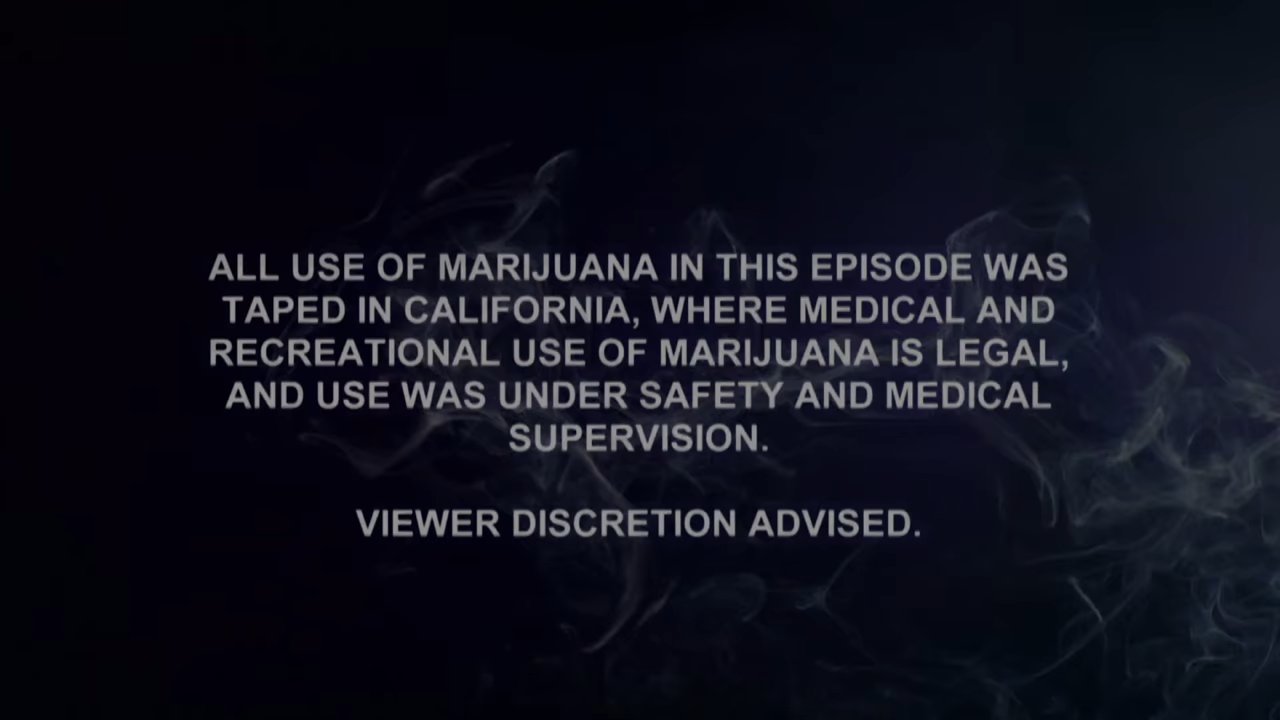 ALL USE OF MARIJUANA IN THIS EPISODE WAS
TAPED IN CALIFORNIA, WHERE MEDICAL AND
RECREATIONAL USE OF MARIJUANA IS LEGAL,
AND USE WAS UNDER SAFETY AND MEDICAL
SUPERVISION.
VIEWER DISCRETION ADVISED.